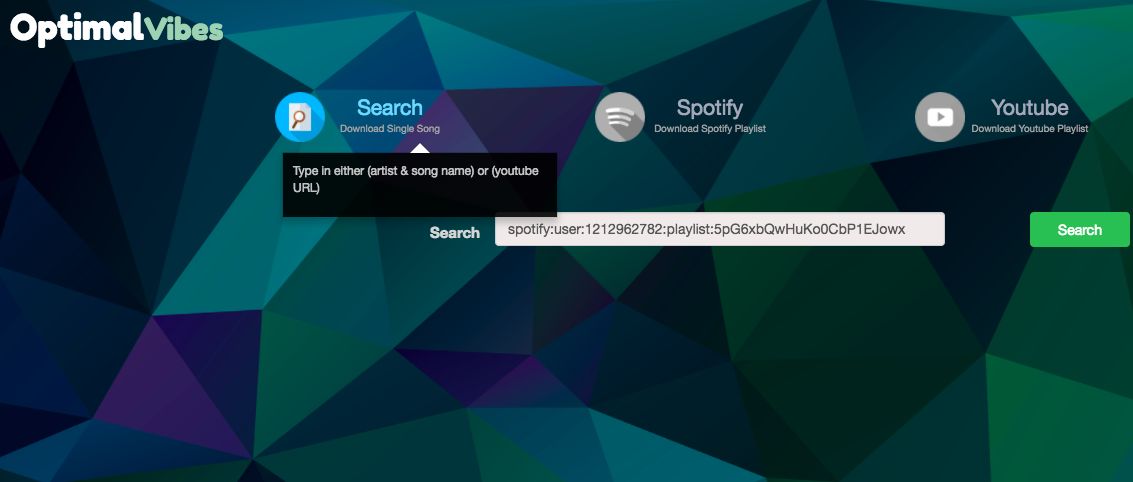 OptimalVibes
Search
Download Single Song
Spotify
Download Spotify Playlist
Youtube
Download Youtube Playlist
Type in either (artist & song name) or (youtube
URL)
Search
spotify:user:1212962782:playlist:5pG6xbQwHuKo0CbP1EJowx
Search